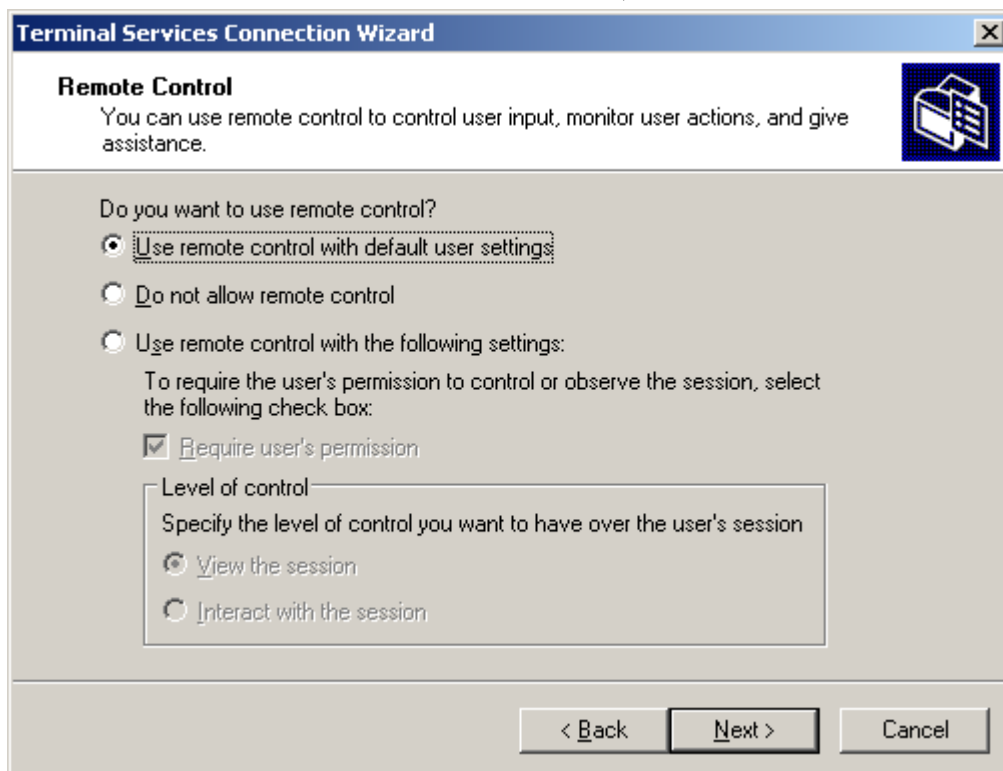 Terminal Services Connection Wizard
Remote Control
You can use remote control to control user input, monitor user actions, and give
assistance.
Do you want to use remote control?
Use remote control with default user settings
Do not allow remote control
Use remote control with the following settings:
To require the user's permission to control or observe the session, select
the following check box:
Require user's permission
Level of control
Specify the level of control you want to have over the user's session
View the session
Interact with the session
< Back Next > Cancel